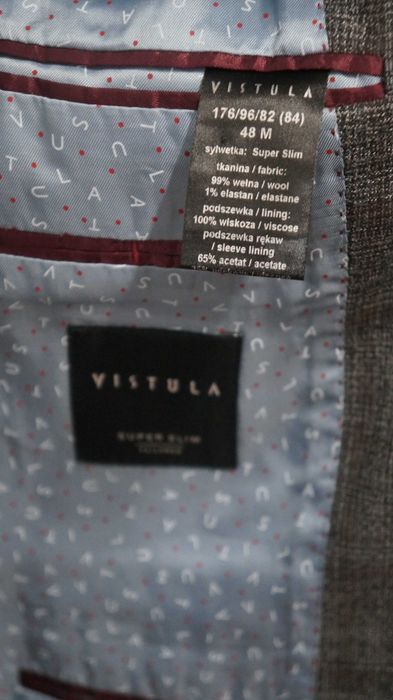 VISTULA
176/96/82 (84)
48 M
sylwetka: Super Slim
tkanina / fabric:
99% wełna / wool
1% elastan / elastane
podszewka / lining:
100% wiskoza / viscose
podszewka rękaw
/ sleeve lining
65% acetat / acetate
VISTULA
SUPER SLIM
TAILORED